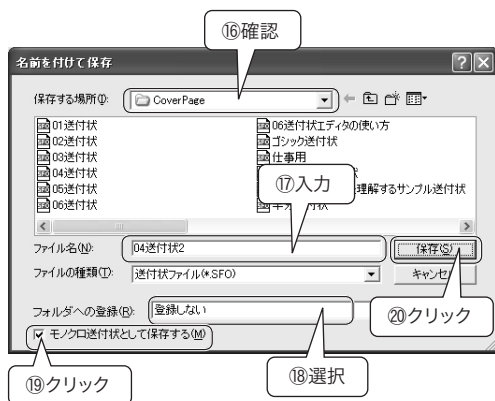 ⑯確認
名前を付けて保存
保存する場所(I): CoverPage
01送付状
02送付状
03送付状
04送付状
05送付状
06送付状
06送付状エディタの使い方
ゴシック送付状
仕事用
⑰入力
理解するサンプル送付状
ファイル名(N): 04送付状2 保存(S)
ファイルの種類(T): 送付状ファイル(*.SFO)
フォルダへの登録(R): 登録しない
⑳クリック
モノクロ送付状として保存する(M)
⑲クリック
⑱選択